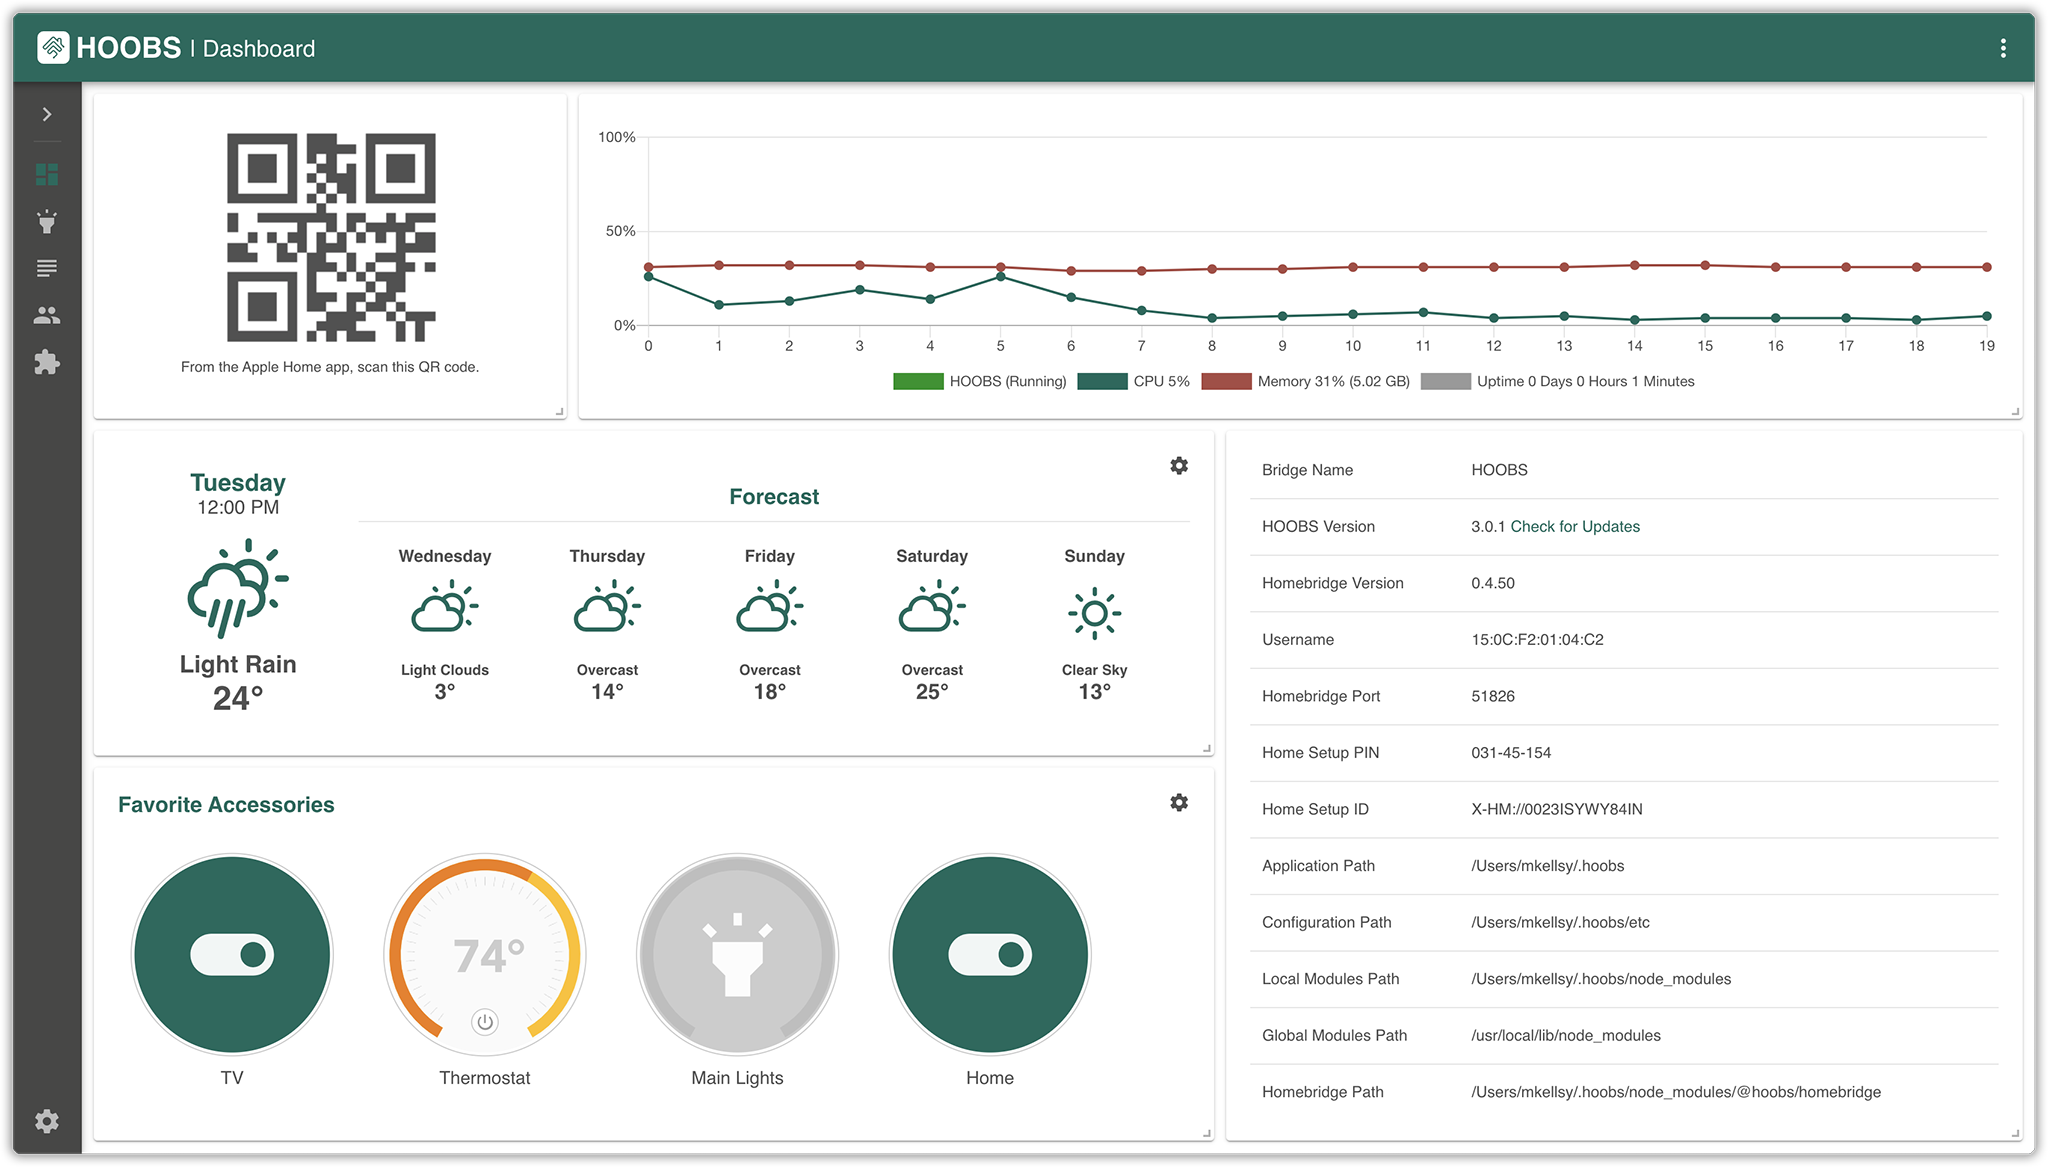 HOOBS | Dashboard
From the Apple Home app, scan this QR code.
100%
50%
0%
0 1 2 3 4 5 6 7 8 9 10 11 12 13 14 15 16 17 18 19
HOOBS (Running) CPU 5% Memory 31% (5.02 GB) Uptime 0 Days 0 Hours 1 Minutes
Tuesday
12:00 PM
Light Rain
24°
Forecast
Wednesday Thursday Friday Saturday Sunday
Light Clouds Overcast Overcast Overcast Clear Sky
3° 14° 18° 25° 13°
Favorite Accessories
74°
TV Thermostat Main Lights Home
Bridge Name HOOBS
HOOBS Version 3.0.1 Check for Updates
Homebridge Version 0.4.50
Username 15:0C:F2:01:04:C2
Homebridge Port 51826
Home Setup PIN 031-45-154
Home Setup ID X-HM://0023ISYWY84IN
Application Path /Users/mkellsy/.hoobs
Configuration Path /Users/mkellsy/.hoobs/etc
Local Modules Path /Users/mkellsy/.hoobs/node_modules
Global Modules Path /usr/local/lib/node_modules
Homebridge Path /Users/mkellsy/.hoobs/node_modules/@hoobs/homebridge